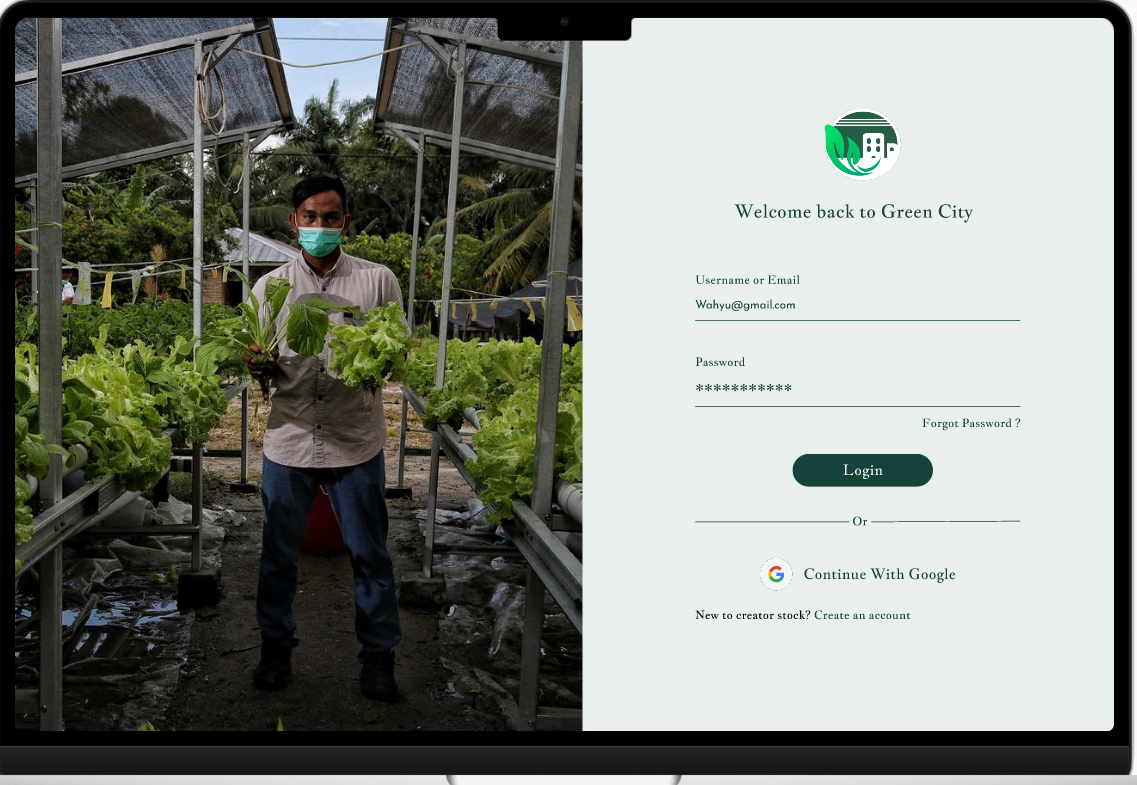 Welcome back to Green City
Username or Email
Wahyu@gmail.com
Password
***********
Forgot Password ?
Login
Or
Continue With Google
New to creator stock? Create an account